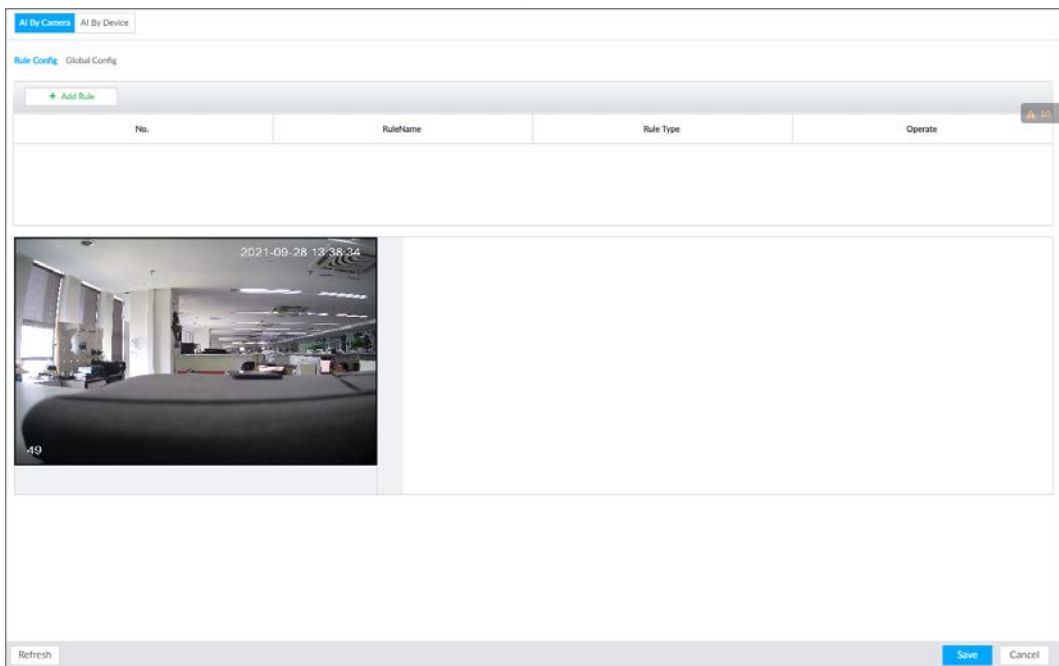 AI By Camera AI By Device
Rule Config Global Config
+ Add Rule
10
No. RuleName Rule Type Operate
2021-09-28 13:38:34
49
Refresh Save Cancel